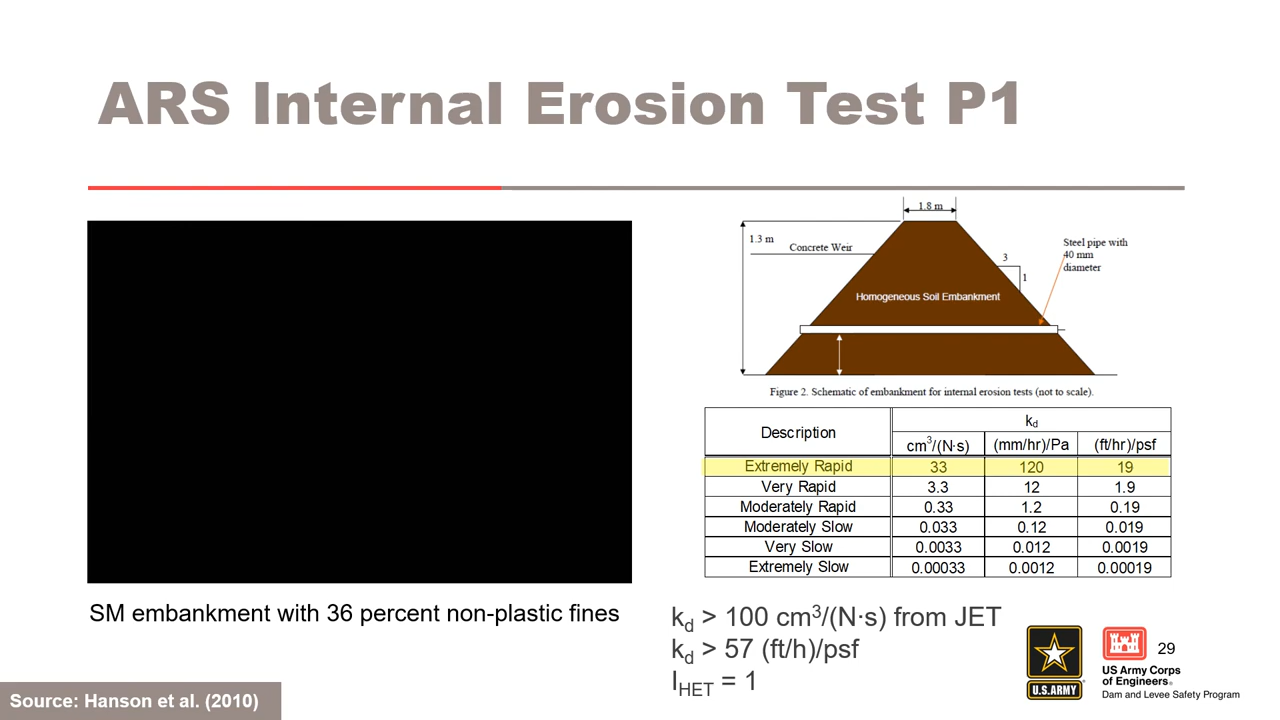 ARS Internal Erosion Test P1
1.8 m
1.3 m
Concrete Weir
Steel pipe with
40 mm
diameter
3
1
Homogeneous Soil Embankment
Figure 2. Schematic of embankment for internal erosion tests (not to scale).
Description kd
cm³/(N·s) (mm/hr)/Pa (ft/hr)/psf
Extremely Rapid 33 120 19
Very Rapid 3.3 12 1.9
Moderately Rapid 0.33 1.2 0.19
Moderately Slow 0.033 0.12 0.019
Very Slow 0.0033 0.012 0.0019
Extremely Slow 0.00033 0.0012 0.00019
SM embankment with 36 percent non-plastic fines
kd > 100 cm³/(N·s) from JET
kd > 57 (ft/h)/psf
IHET = 1
U.S.ARMY
29
US Army Corps
of Engineers®
Dam and Levee Safety Program
Source: Hanson et al. (2010)